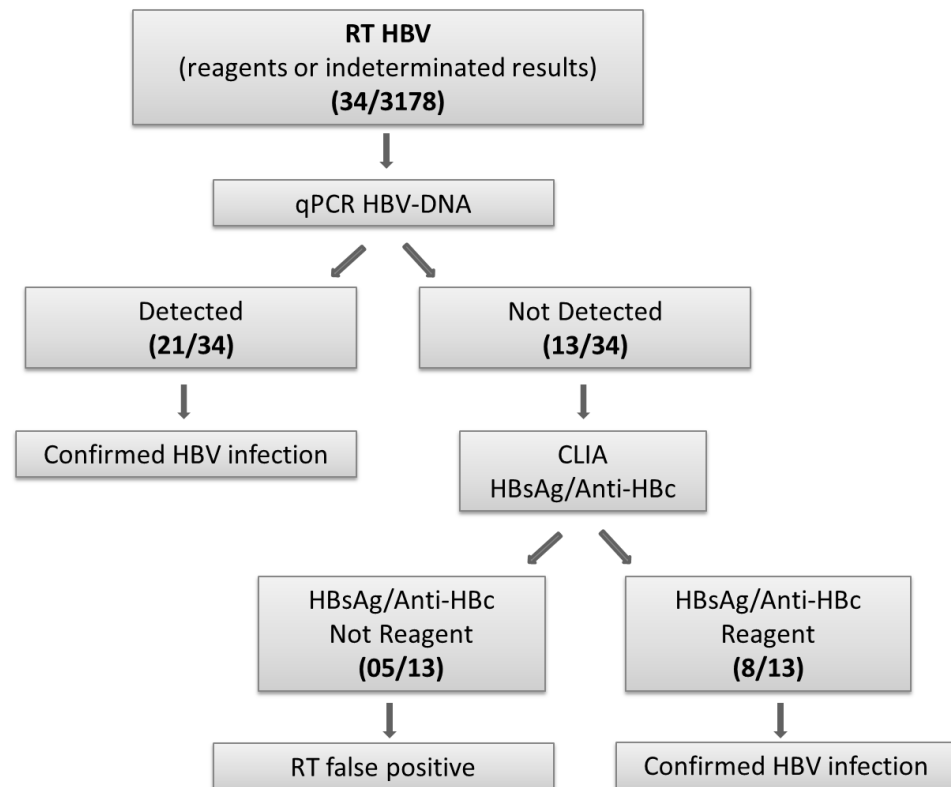 RT HBV
(reagents or indeterminated results)
(34/3178)
qPCR HBV-DNA
Detected
(21/34)
Not Detected
(13/34)
Confirmed HBV infection
CLIA
HBsAg/Anti-HBc
HBsAg/Anti-HBc
Not Reagent
(05/13)
HBsAg/Anti-HBc
Reagent
(8/13)
RT false positive
Confirmed HBV infection